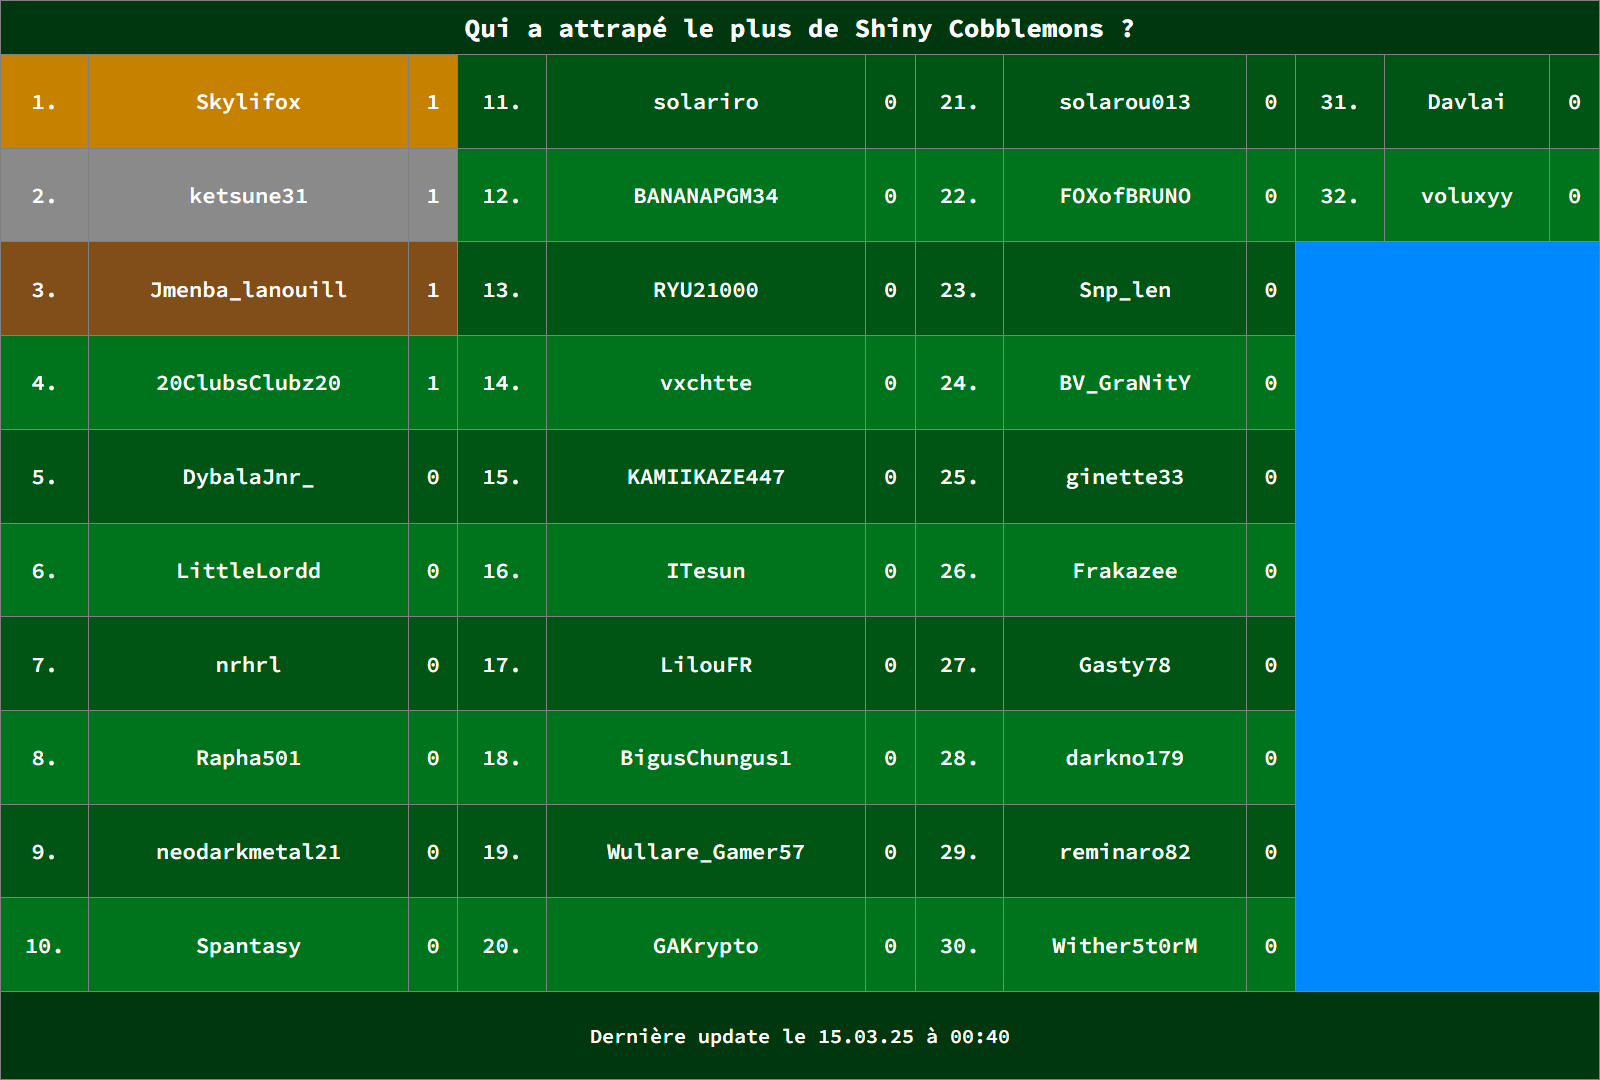 Qui a attrapé le plus de Shiny Cobblemons ?
1. Skylifox 1 11. solariro 0 21. solarou013 0 31. Davlai 0
2. ketsune31 1 12. BANANAPGM34 0 22. FOXofBRUNO 0 32. voluxyy 0
3. Jmenba_lanouill 1 13. RYU21000 0 23. Snp_len 0
4. 20ClubsClubz20 1 14. vxchtte 0 24. BV_GraNitY 0
5. DybalaJnr_ 0 15. KAMIIKAZE447 0 25. ginette33 0
6. LittleLordd 0 16. ITesun 0 26. Frakazee 0
7. nrhrl 0 17. LilouFR 0 27. Gasty78 0
8. Rapha501 0 18. BigusChungus1 0 28. darkno179 0
9. neodarkmetal21 0 19. Wullare_Gamer57 0 29. reminaro82 0
10. Spantasy 0 20. GAKrypto 0 30. Wither5t0rM 0
Dernière update le 15.03.25 à 00:40